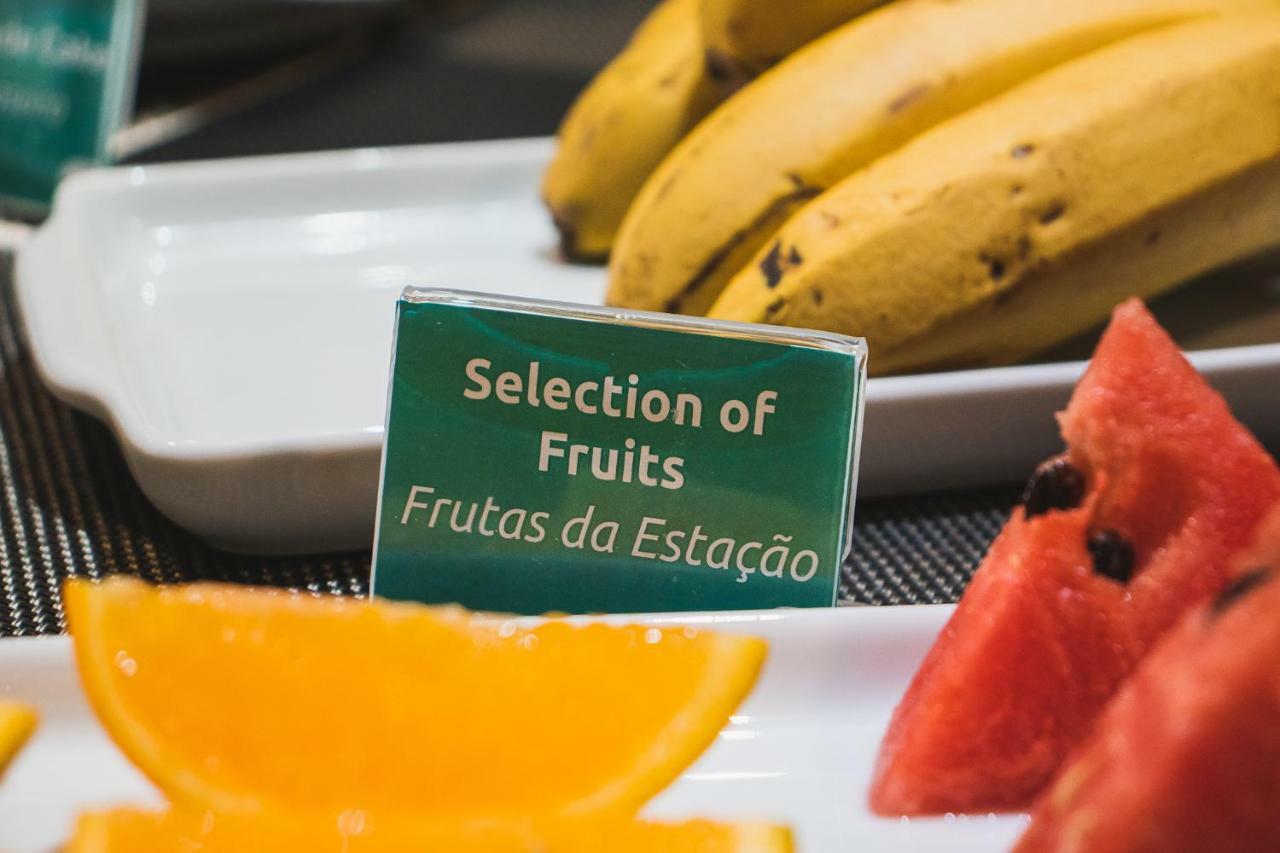 Selection of
Fruits
Frutas da Estação